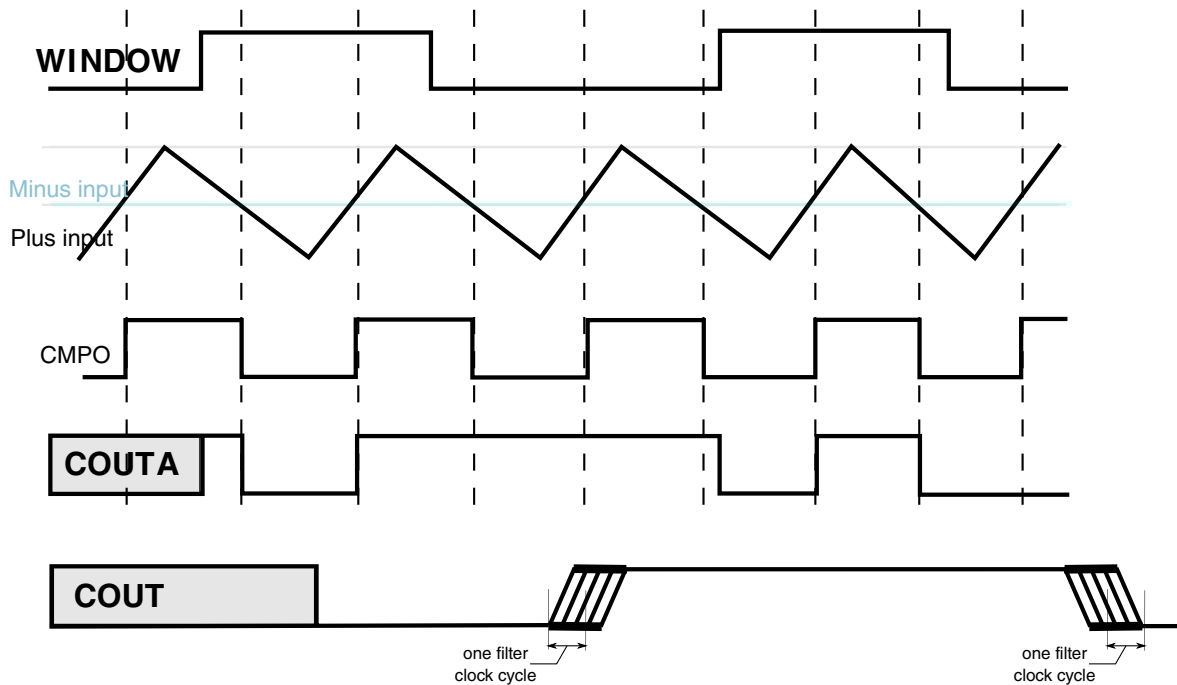 WINDOW
Minus input
Plus input
CMPO
COUTA
COUT
one filter
clock cycle
one filter
clock cycle